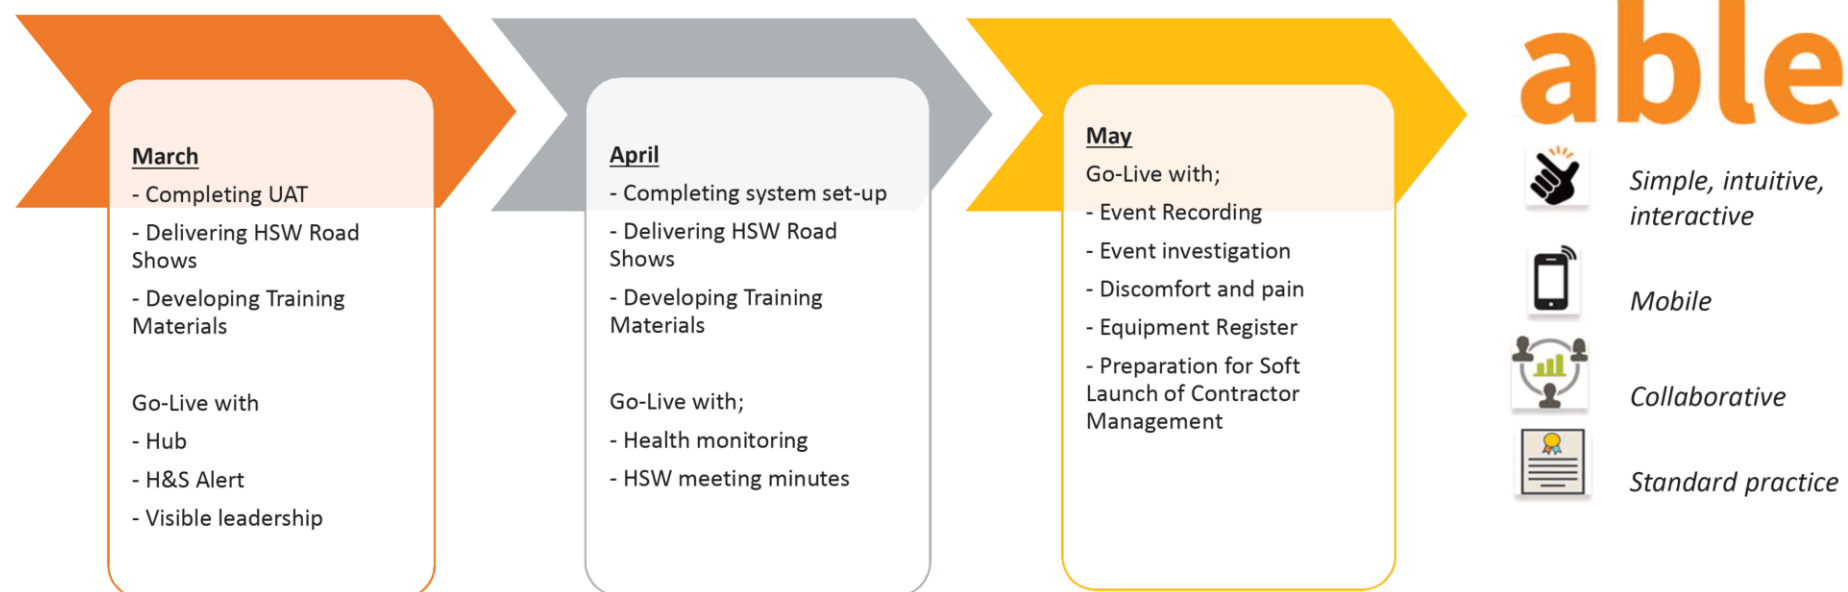 March
- Completing UAT
- Delivering HSW Road
Shows
- Developing Training
Materials
Go-Live with
- Hub
- H&S Alert
- Visible leadership
April
- Completing system set-up
- Delivering HSW Road
Shows
- Developing Training
Materials
Go-Live with;
- Health monitoring
- HSW meeting minutes
May
Go-Live with;
- Event Recording
- Event investigation
- Discomfort and pain
- Equipment Register
- Preparation for Soft
Launch of Contractor
Management
able
Simple, intuitive,
interactive
Mobile
Collaborative
Standard practice